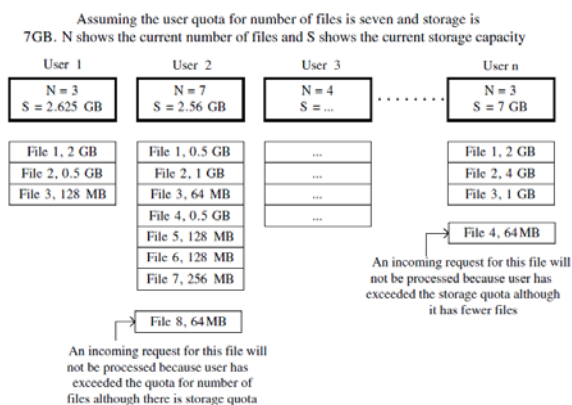 Assuming the user quota for number of files is seven and storage is
7GB. N shows the current number of files and S shows the current storage capacity
User 1
User 2
User 3
User n
N = 3
S = 2.625 GB
N = 7
S = 2.56 GB
N = 4
S = ...
........
N = 3
S = 7 GB
File 1, 2 GB
File 2, 0.5 GB
File 3, 128 MB
File 1, 0.5 GB
File 2, 1 GB
File 3, 64 MB
File 4, 0.5 GB
File 5, 128 MB
File 6, 128 MB
File 7, 256 MB
...
...
...
...
File 1, 2 GB
File 2, 4 GB
File 3, 1 GB
File 4, 64MB
An incoming request for this file will
not be processed because user has
exceeded the storage quota although
it has fewer files
File 8, 64MB
An incoming request for this file will
not be processed because user has
exceeded the quota for number of
files although there is storage quota